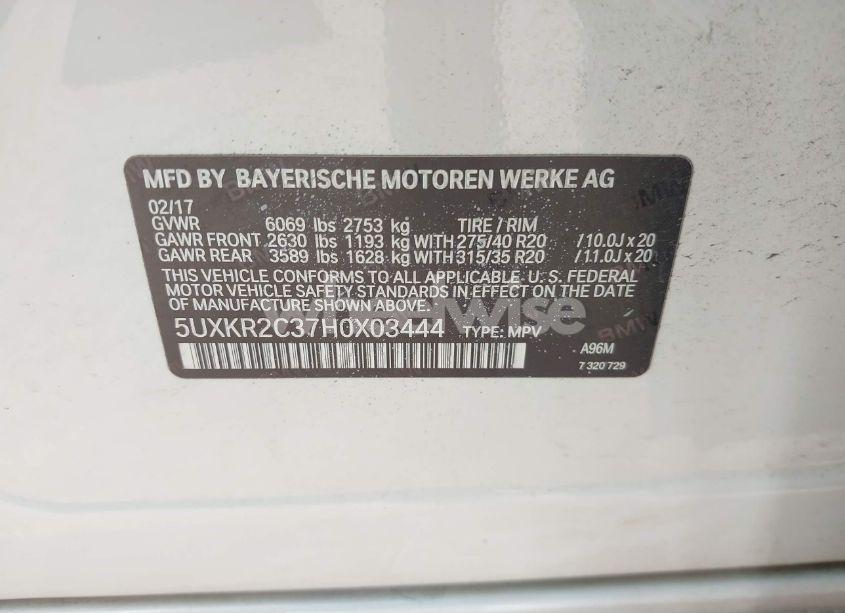 MFD BY BAYERISCHE MOTOREN WERKE AG
02/17
GVWR 6069 lbs 2753 kg TIRE / RIM
GAWR FRONT 2630 lbs 1193 kg WITH 275/40 R20 /10.0J x 20
GAWR REAR 3589 lbs 1628 kg WITH 315/35 R20 /11.0J x 20
THIS VEHICLE CONFORMS TO ALL APPLICABLE U. S. FEDERAL
MOTOR VEHICLE SAFETY STANDARDS IN EFFECT ON THE DATE
OF MANUFACTURE SHOWN ABOVE.
5UXKR2C37H0X03444 TYPE: MPV
A96M
7 320 729
BMW